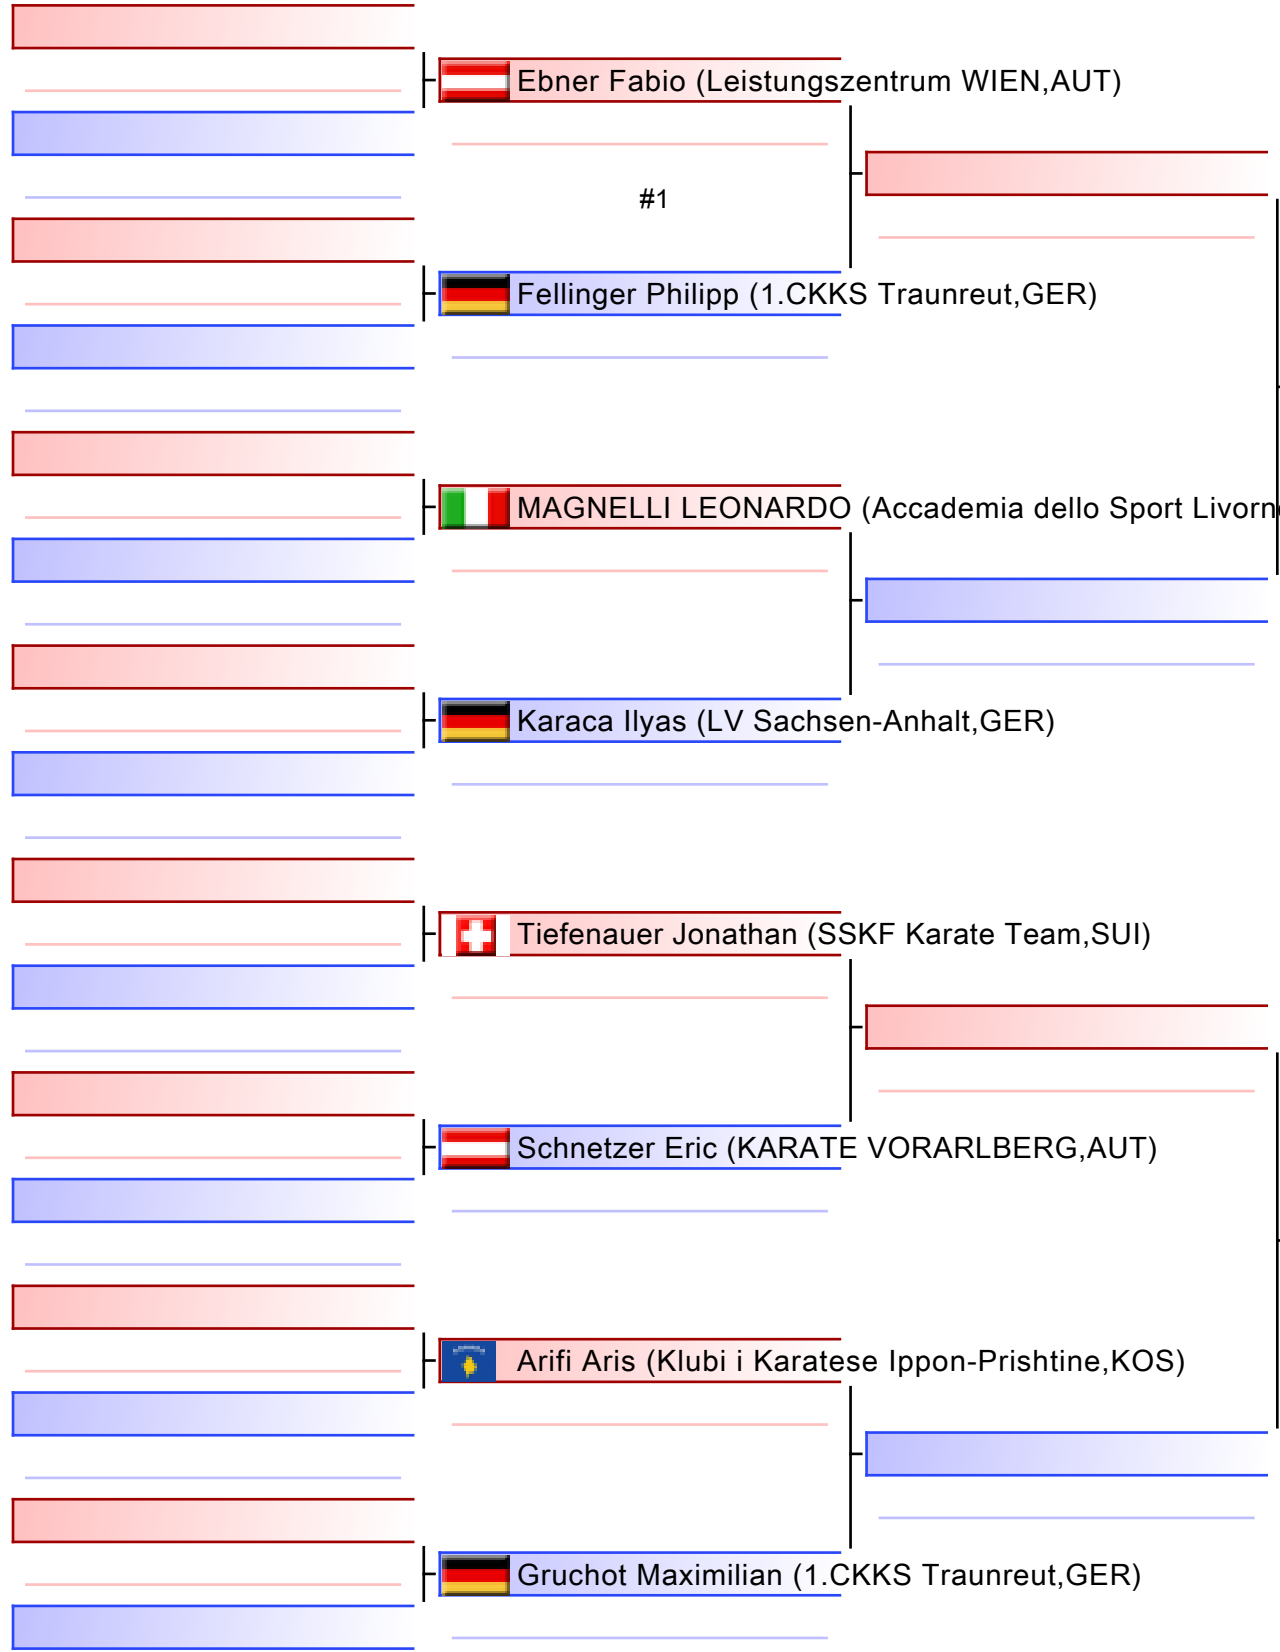 Ebner Fabio (Leistungszentrum WIEN,AUT)
#1
Fellinger Philipp (1.CKKS Traunreut,GER)
MAGNELLI LEONARDO (Accademia dello Sport Livorn
Karaca Ilyas (LV Sachsen-Anhalt,GER)
Tiefenauer Jonathan (SSKF Karate Team,SUI)
Schnetzer Eric (KARATE VORARLBERG,AUT)
Arifi Aris (Klubi i Karatese Ippon-Prishtine,KOS)
Gruchot Maximilian (1.CKKS Traunreut,GER)